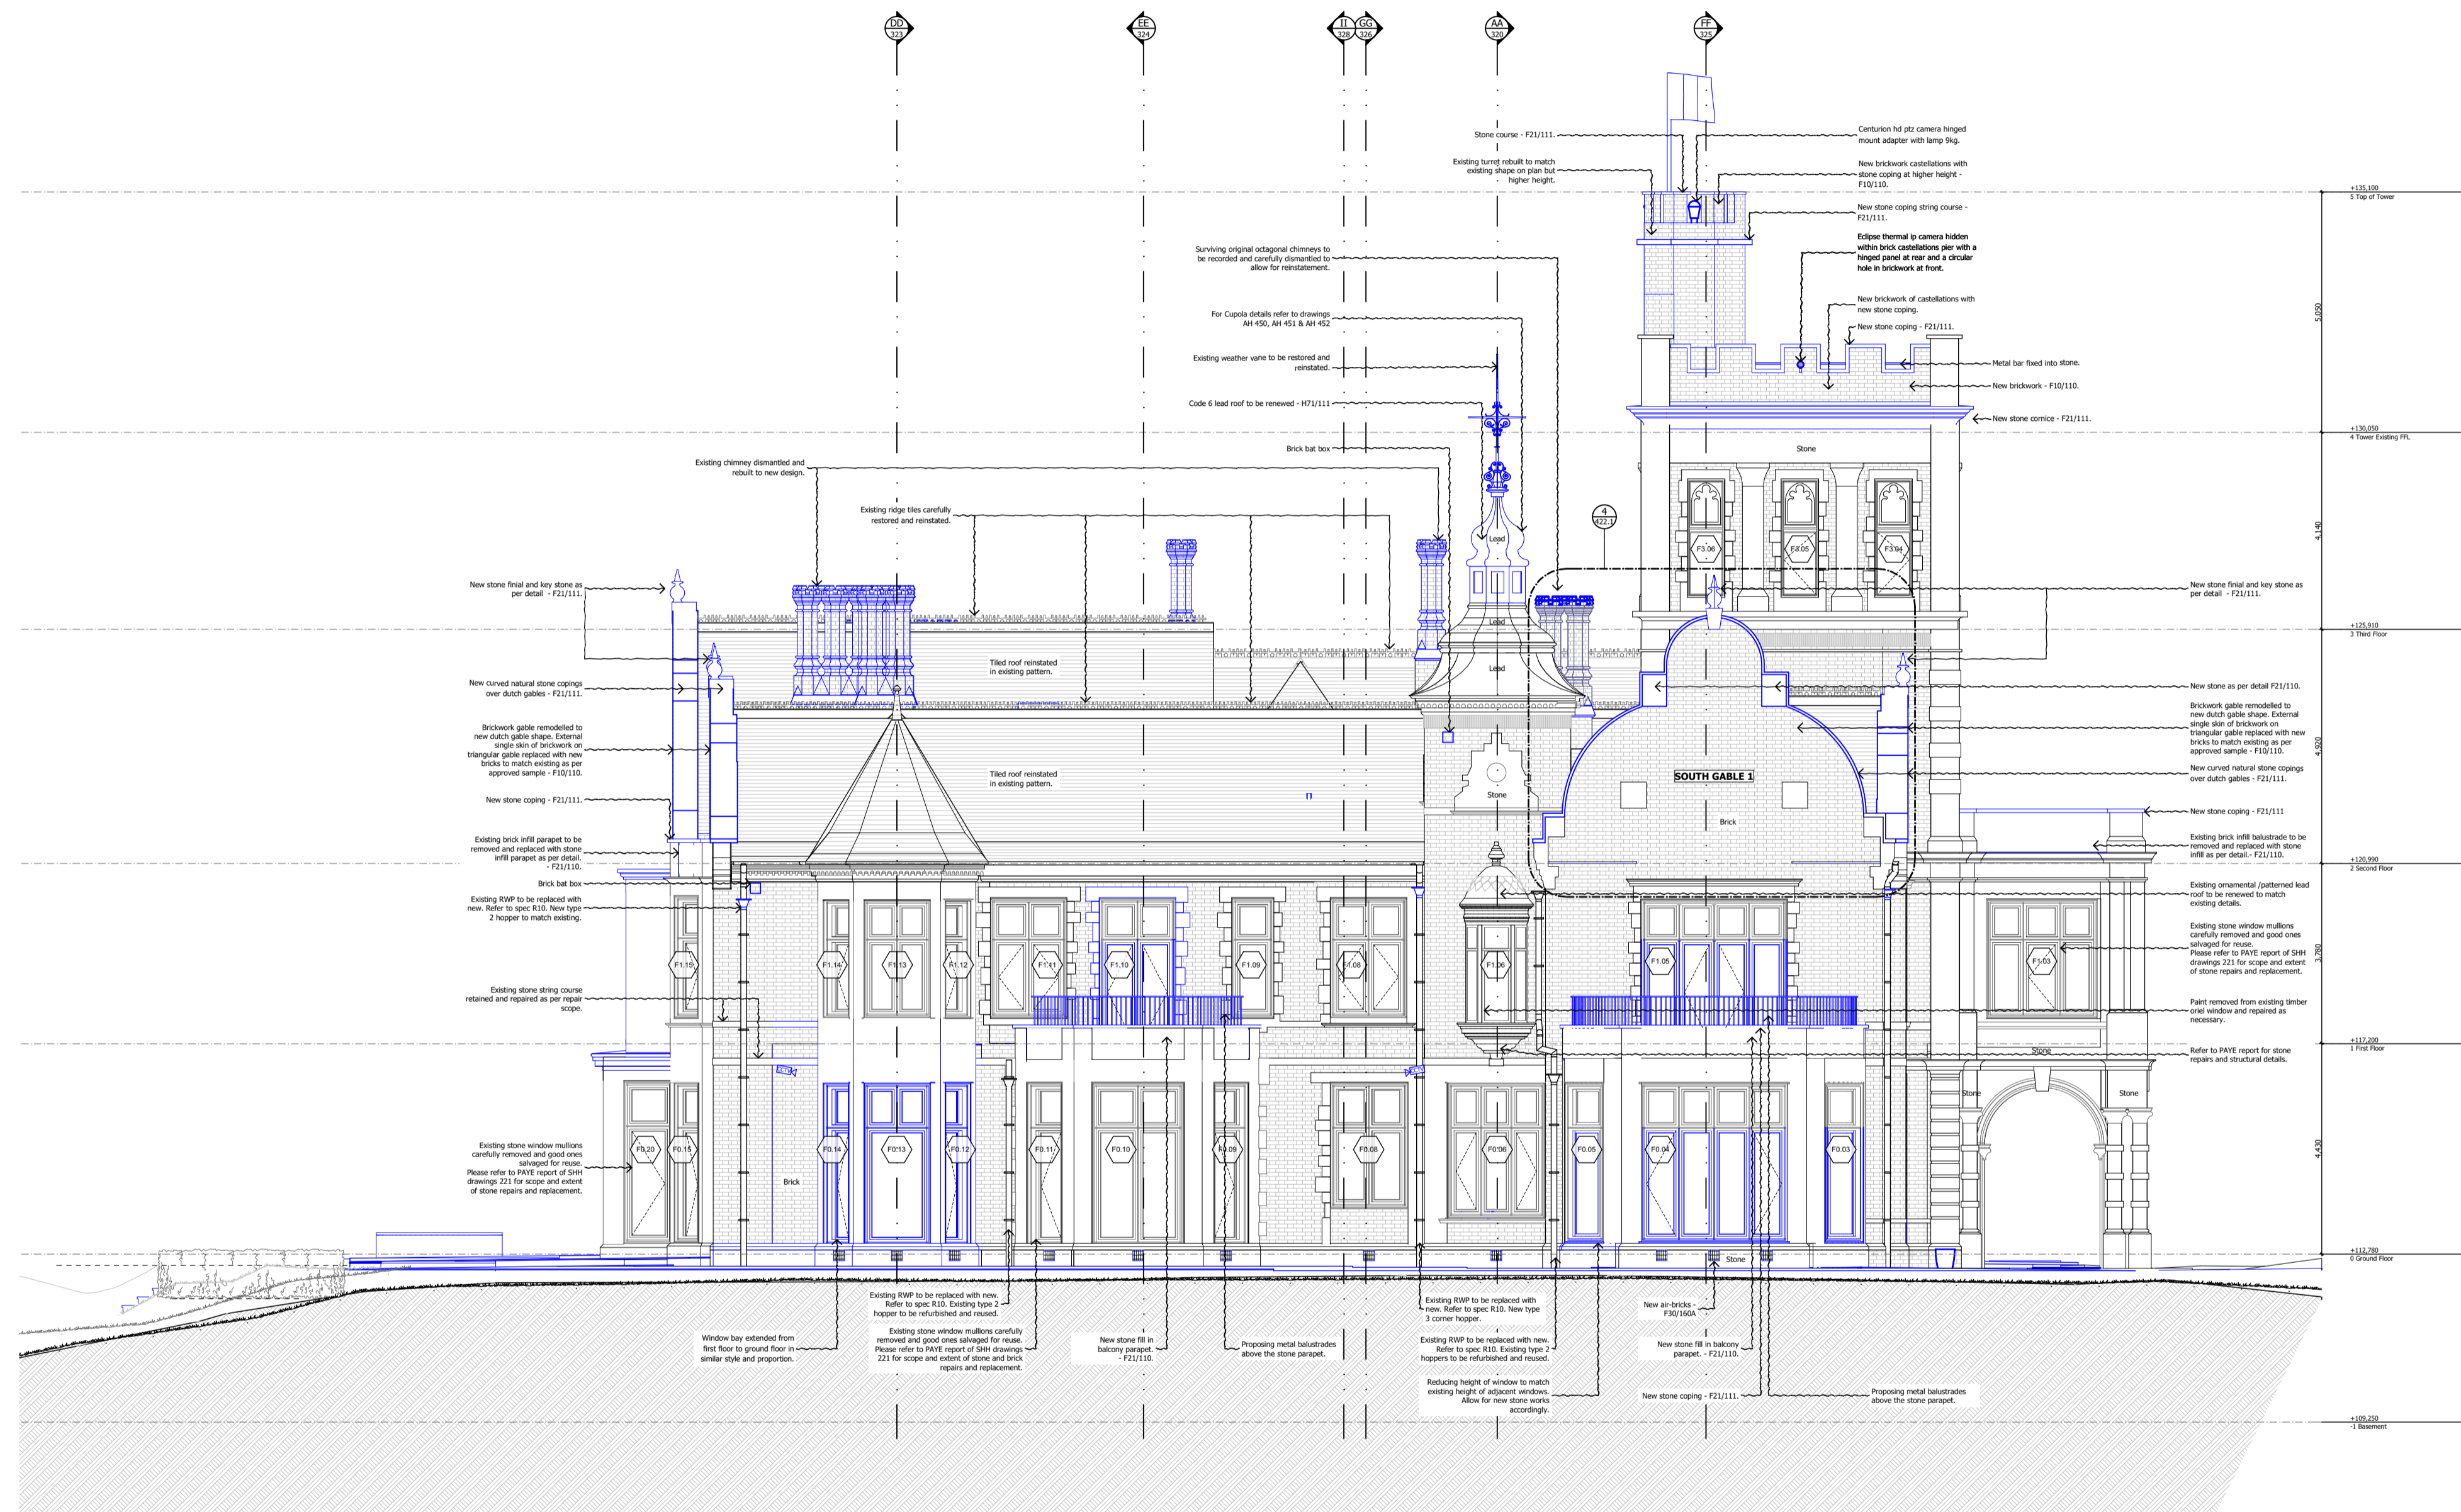 DD
323
EE
324
II
328
GG
326
AA
320
FF
325
Stone course - F21/111.
Existing turret rebuilt to match
existing shape on plan but
higher height.
Centurion hd ptz camera hinged
mount adapter with lamp 9kg.
New brickwork castellations with
stone coping at higher height -
F10/110.
+135,100
5 Top of Tower
New stone coping string course -
F21/111.
Eclipse thermal ip camera hidden
within brick castellations pier with a
hinged panel at rear and a circular
hole in brickwork at front.
Surviving original octagonal chimneys to
be recorded and carefully dismantled to
allow for reinstatement.
New brickwork of castellations with
new stone coping.
5,050
For Cupola details refer to drawings
AH 450, AH 451 & AH 452
New stone coping - F21/111.
Existing weather vane to be restored and
reinstated.
Metal bar fixed into stone.
New brickwork - F10/110.
Code 6 lead roof to be renewed - H71/111
New stone cornice - F21/111.
+130,050
4 Tower Existing FFL
Brick bat box
Stone
Existing chimney dismantled and
rebuilt to new design.
Existing ridge tiles carefully
restored and reinstated.
4
422.1
4,140
Lead
F3.06
F3.05
F3.04
New stone finial and key stone as
per detail - F21/111.
New stone finial and key stone as
per detail - F21/111.
Lead
+125,910
3 Third Floor
Tiled roof reinstated
in existing pattern.
Lead
New curved natural stone copings
over dutch gables - F21/111.
New stone as per detail F21/110.
Brickwork gable remodelled to
new dutch gable shape. External
single skin of brickwork on
triangular gable replaced with new
bricks to match existing as per
approved sample - F10/110.
Brickwork gable remodelled to
new dutch gable shape. External
single skin of brickwork on
triangular gable replaced with new
bricks to match existing as per
approved sample - F10/110.
4,920
Tiled roof reinstated
in existing pattern.
SOUTH GABLE 1
New curved natural stone copings
over dutch gables - F21/111.
Stone
New stone coping - F21/111.
New stone coping - F21/111
Brick
Existing brick infill parapet to be
removed and replaced with stone
infill parapet as per detail.
- F21/110.
Existing brick infill balustrade to be
removed and replaced with stone
infill as per detail.- F21/110.
+120,990
2 Second Floor
Brick bat box
Existing RWP to be replaced with
new. Refer to spec R10. New type
2 hopper to match existing.
Existing ornamental /patterned lead
roof to be renewed to match
existing details.
Existing stone window mullions
carefully removed and good ones
salvaged for reuse.
Please refer to PAYE report of SHH
drawings 221 for scope and extent
of stone repairs and replacement.
3,780
F1.15
F1.14
F1.13
F1.12
F1.11
F1.10
F1.09
F1.08
F1.06
F1.05
F1.03
Existing stone string course
retained and repaired as per repair
scope.
Paint removed from existing timber
oriel window and repaired as
necessary.
+117,200
1 First Floor
Stone
Refer to PAYE report for stone
repairs and structural details.
Stone
Stone
Existing stone window mullions
carefully removed and good ones
salvaged for reuse.
Please refer to PAYE report of SHH
drawings 221 for scope and extent
of stone repairs and replacement.
F0.20
F0.15
F0.14
F0.13
F0.12
F0.11
F0.10
F0.09
F0.08
F0.06
F0.05
F0.04
F0.03
4,430
Brick
Stone
+112,780
0 Ground Floor
Existing RWP to be replaced with new.
Refer to spec R10. Existing type 2
hopper to be refurbished and reused.
Existing RWP to be replaced with
new. Refer to spec R10. New type
3 corner hopper.
New air-bricks -
F30/160A
Window bay extended from
first floor to ground floor in
similar style and proportion.
Existing stone window mullions carefully
removed and good ones salvaged for reuse.
Please refer to PAYE report of SHH drawings
221 for scope and extent of stone and brick
repairs and replacement.
New stone fill in
balcony parapet.
- F21/110.
Proposing metal balustrades
above the stone parapet.
Existing RWP to be replaced with new.
Refer to spec R10. Existing type 2
hoppers to be refurbished and reused.
New stone fill in balcony
parapet. - F21/110.
Reducing height of window to match
existing height of adjacent windows.
Allow for new stone works
accordingly.
New stone coping - F21/111.
Proposing metal balustrades
above the stone parapet.
+109,250
-1 Basement